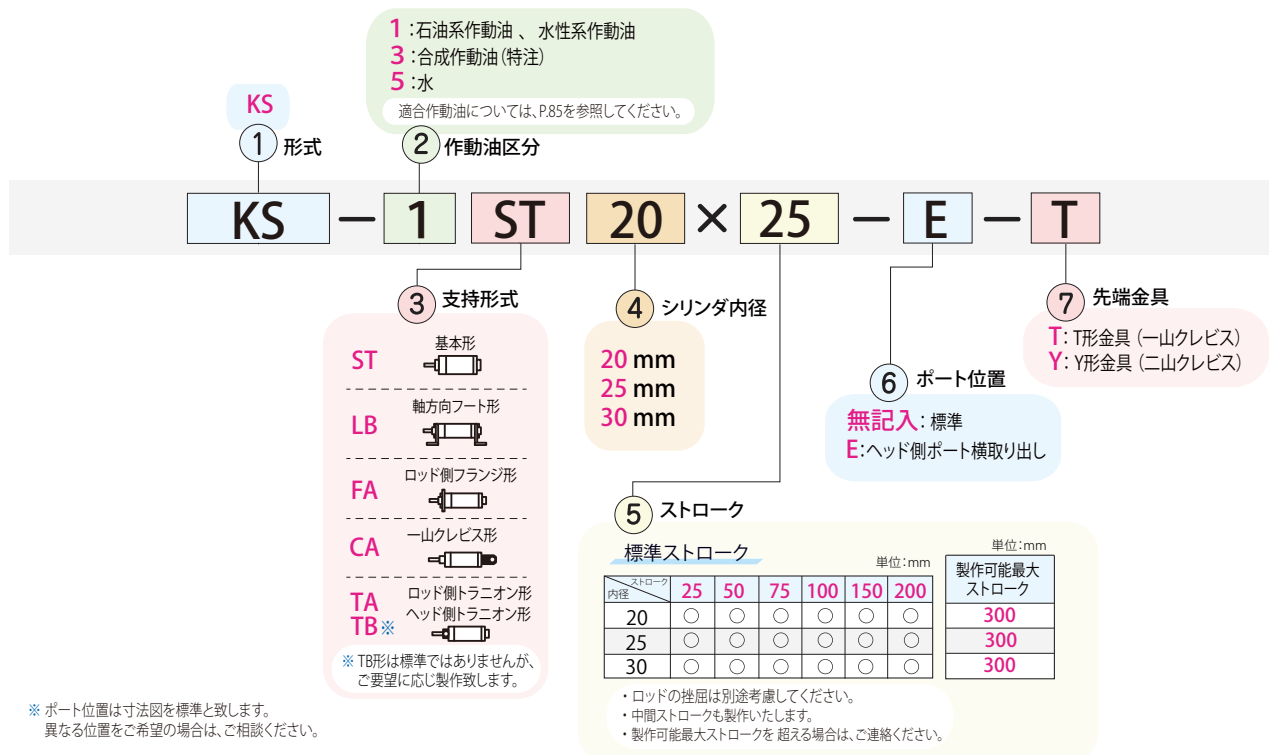 1:石油系作動油 、 水性系作動油
3:合成作動油(特注)
5:水
適合作動油については、P.85を参照してください。
KS
① 形式
② 作動油区分
KS － 1 ST 20 × 25 － E － T
③ 支持形式
ST 基本形
LB 軸方向フート形
FA ロッド側フランジ形
CA 一山クレビス形
TA ロッド側トラニオン形
TB※ ヘッド側トラニオン形
※ TB形は標準ではありませんが、
ご要望に応じ製作致します。
④ シリンダ内径
20 mm
25 mm
30 mm
⑤ ストローク
標準ストローク 単位:mm
ストローク
内径 25 50 75 100 150 200
20 ○ ○ ○ ○ ○ ○
25 ○ ○ ○ ○ ○ ○
30 ○ ○ ○ ○ ○ ○
単位:mm
製作可能最大
ストローク
300
300
300
・ロッドの挫屈は別途考慮してください。
・中間ストロークも製作いたします。
・製作可能最大ストロークを 超える場合は、ご連絡ください。
⑥ ポート位置
無記入: 標準
E:ヘッド側ポート横取り出し
⑦ 先端金具
T: T形金具 (一山クレビス)
Y: Y形金具 (二山クレビス)
※ ポート位置は寸法図を標準と致します。
異なる位置をご希望の場合は、ご相談ください。